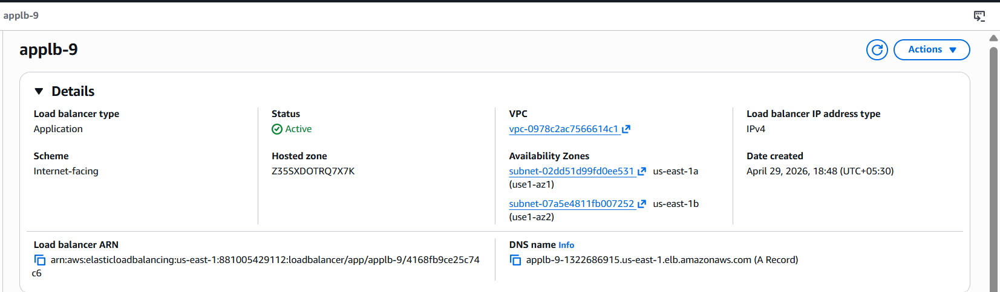 applb-9
applb-9
Actions
Details
Load balancer type
Application
Status
Active
VPC
vpc-0978c2ac7566614c1
Load balancer IP address type
IPv4
Scheme
Internet-facing
Hosted zone
Z35SXDOTRQ7X7K
Availability Zones
subnet-02dd51d99fd0ee531 us-east-1a
(use1-az1)
subnet-07a5e4811fb007252 us-east-1b
(use1-az2)
Date created
April 29, 2026, 18:48 (UTC+05:30)
Load balancer ARN
arn:aws:elasticloadbalancing:us-east-1:881005429112:loadbalancer/app/applb-9/4168fb9ce25c74
c6
DNS name Info
applb-9-1322686915.us-east-1.elb.amazonaws.com (A Record)